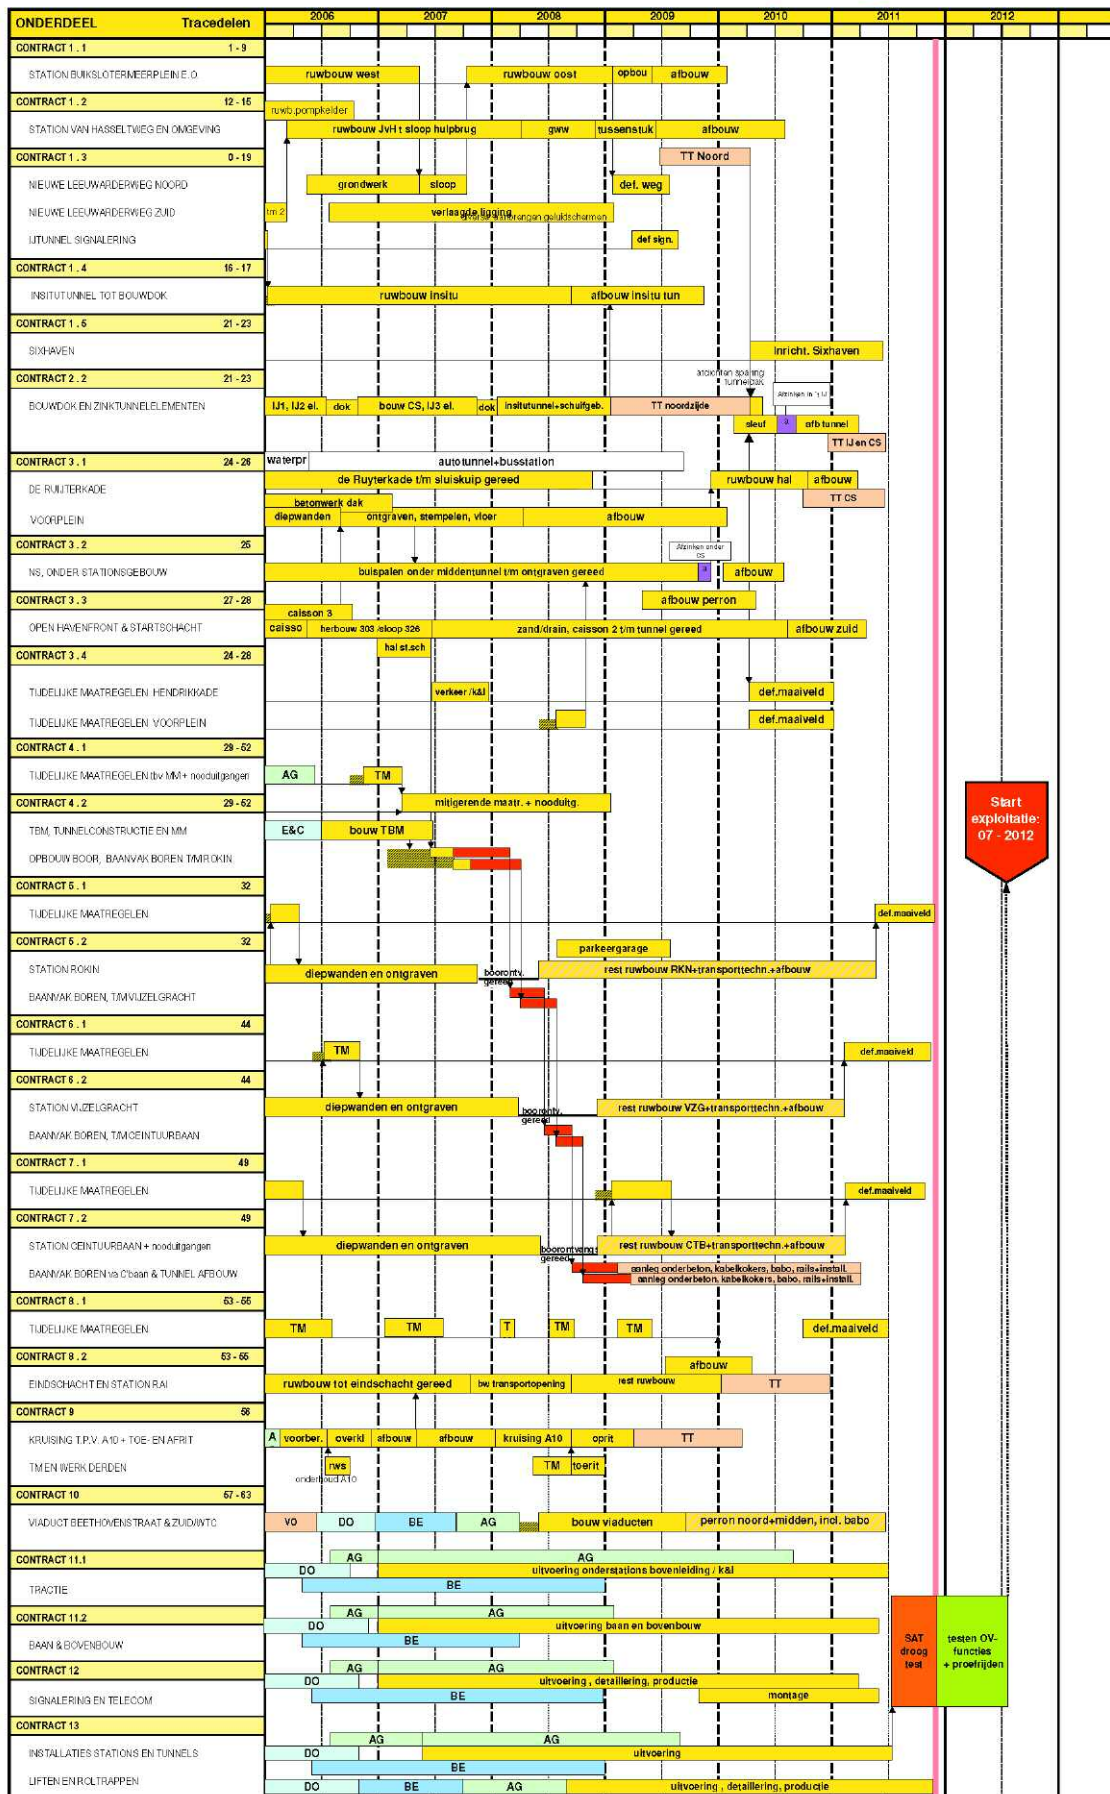 ONDERDEEL Tracedelen 2006 2007 2008 2009 2010 2011 2012
CONTRACT 1 . 1 1 - 9
STATION BUIKSLOTERMEERPLEIN E.O ruwbouw west ruwbouw oost opbou afbouw
CONTRACT 1 . 2 12 - 15
ruwb.pompkelder
STATION VAN HASSELTWEG EN OMGEVING ruwbouw JvH t sloop hulpbrug gww tussenstuk afbouw
CONTRACT 1 . 3 0 - 19 TT Noord
NIEUWE LEEUWARDERWEG NOORD grondwerk sloop def. weg
NIEUWE LEEUWARDERWEG ZUID tm 2 verlaagde ligging
geluidschermen
IJTUNNEL SIGNALERING def sign.
CONTRACT 1 . 4 16 - 17
INSITUTUNNEL TOT BOUWDOK ruwbouw insitu afbouw insitu tun
CONTRACT 1 . 5 21 - 23
SIXHAVEN Inricht. Sixhaven
CONTRACT 2 . 2 21 - 23
afdichten sparing
tunneldak
BOUWDOK EN ZINKTUNNELELEMENTEN IJ1, IJ2 el. dok bouw CS, IJ3 el. dok insitutunnel+schuifgeb. TT noordzijde
sleuf afb tunnel
TT IJ en CS
CONTRACT 3 . 1 24 - 26 waterpr autotunnel+busstation
DE RUIJTERKADE de Ruyterkade t/m sluiskuip gereed ruwbouw hal afbouw
betonwerk dak TT CS
VOORPLEIN diepwanden ontgraven, stempelen, vloer afbouw
CONTRACT 3 . 2 25
Afzinken onder
CS
NS, ONDER STATIONSGEBOUW buispalen onder middentunnel t/m ontgraven gereed afbouw
CONTRACT 3 . 3 27 - 28 afbouw perron
caisson 3
OPEN HAVENFRONT & STARTSCHACHT caisso herbouw 303 /sloop 326 zand/drain, caisson 2 t/m tunnel gereed afbouw zuid
CONTRACT 3 . 4 24 - 28 hal st.sch
TIJDELIJKE MAATREGELEN HENDRIKKADE verkeer /k&l def.maaiveld
TIJDELIJKE MAATREGELEN VOORPLEIN def.maaiveld
CONTRACT 4 . 1 29 - 52
TIJDELIJKE MAATREGELEN tbv MM + nooduitgangen AG TM
CONTRACT 4 . 2 29 - 52 mitigerende maatr. + nooduitg.
TBM, TUNNELCONSTRUCTIE EN MM E&C bouw TBM
OPBOUW BOOR, BAANVAK BOREN T/M ROKIN
Start
exploitatie:
07 - 2012
CONTRACT 5 . 1 32
TIJDELIJKE MAATREGELEN def.maaiveld
CONTRACT 5 . 2 32 parkeergarage
STATION ROKIN diepwanden en ontgraven boorontv. gereed rest ruwbouw RKN+transporttechn.+afbouw
BAANVAK BOREN, T/M VIJZELGRACHT
CONTRACT 6 . 1 44
TIJDELIJKE MAATREGELEN TM def.maaiveld
CONTRACT 6 . 2 44
STATION VIJZELGRACHT diepwanden en ontgraven boorontv. gereed rest ruwbouw VZG+transporttechn.+afbouw
BAANVAK BOREN, T/M CEINTUURBAAN
CONTRACT 7 . 1 49
TIJDELIJKE MAATREGELEN def.maaiveld
CONTRACT 7 . 2 49
STATION CEINTUURBAAN + nooduitgangen diepwanden en ontgraven boorontvangs gereed rest ruwbouw CTB+transporttechn.+afbouw
BAANVAK BOREN va C'baan & TUNNEL AFBOUW aanleg onderbeton, kabelkokers, babo, rails+install.
aanleg onderbeton, kabelkokers, babo, rails+install.
CONTRACT 8 . 1 53 - 55
TIJDELIJKE MAATREGELEN TM TM T TM TM def.maaiveld
CONTRACT 8 . 2 53 - 55 afbouw
EINDSCHACHT EN STATION RAI ruwbouw tot eindschacht gereed bw transportopening rest ruwbouw TT
CONTRACT 9 56
KRUISING T.P.V. A10 + TOE- EN AFRIT A voorber. overkl afbouw afbouw kruising A10 oprit TT
TM EN WERK DERDEN rws TM toerit
onderhoud A10
CONTRACT 10 57 - 63
VIADUCT BEETHOVENSTRAAT & ZUID/WTC VO DO BE AG bouw viaducten perron noord+midden, incl. babo
CONTRACT 11.1 AG AG
DO uitvoering onderstations bovenleiding / k&l
TRACTIE BE
CONTRACT 11.2 AG AG
DO uitvoering baan en bovenbouw
BAAN & BOVENBOUW BE
SAT
droog
test
testen OV-
functies
+ proefrijden
CONTRACT 12 AG AG
DO uitvoering , detaillering, productie
SIGNALERING EN TELECOM BE montage
CONTRACT 13
AG AG
INSTALLATIES STATIONS EN TUNNELS DO uitvoering
BE
LIFTEN EN ROLTRAPPEN DO BE AG uitvoering , detaillering, productie